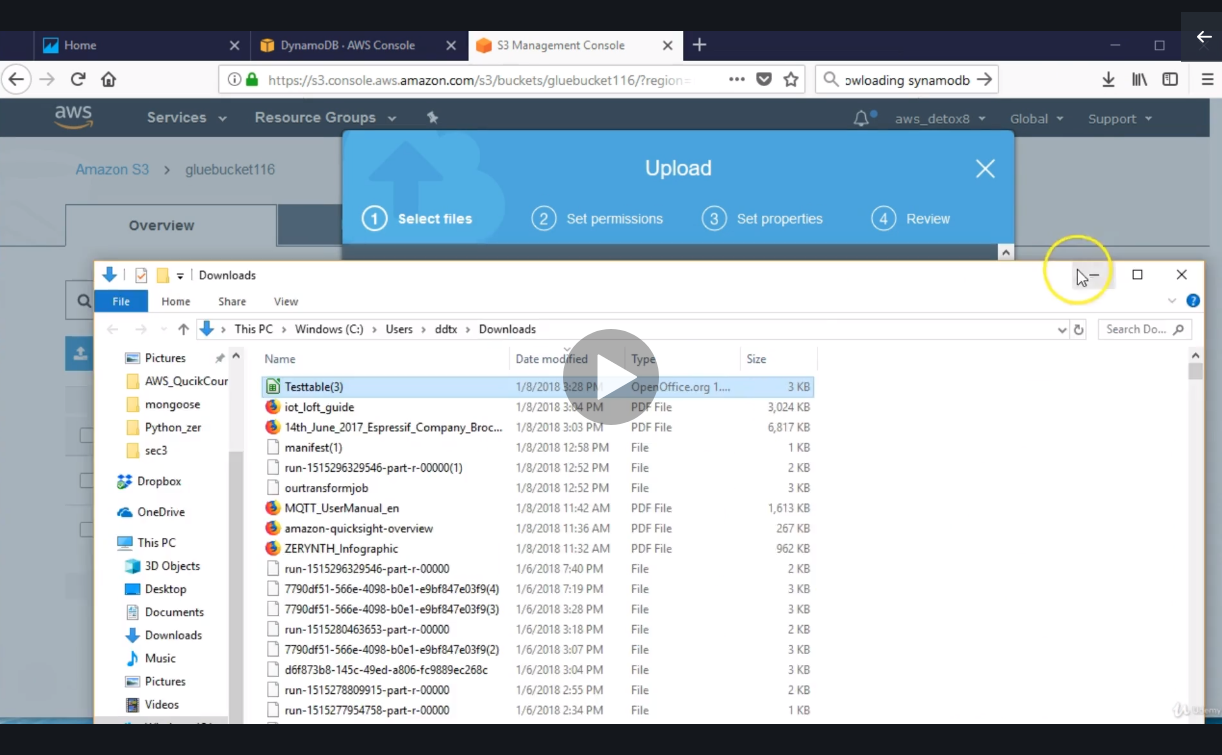 Home
DynamoDB · AWS Console
S3 Management Console
https://s3.console.aws.amazon.com/s3/buckets/gluebucket116/?region=
owloading synamodb
aws
Services
Resource Groups
aws_detox8
Global
Support
Amazon S3 > gluebucket116
Upload
1 Select files
2 Set permissions
3 Set properties
4 Review
Overview
Downloads
File Home Share View
This PC > Windows (C:) > Users > ddtx > Downloads
Search Do...
Pictures
AWS_QucikCour
mongoose
Python_zer
sec3
Dropbox
OneDrive
This PC
3D Objects
Desktop
Documents
Downloads
Music
Pictures
Videos
Name Date modified Type Size
Testtable(3) 1/8/2018 3:28 PM OpenOffice.org 1.... 3 KB
iot_loft_guide 1/8/2018 3:04 PM PDF File 3,024 KB
14th_June_2017_Espressif_Company_Broc... 1/8/2018 3:03 PM PDF File 6,817 KB
manifest(1) 1/8/2018 12:58 PM File 1 KB
run-1515296329546-part-r-00000(1) 1/8/2018 12:52 PM File 2 KB
ourtransformjob 1/8/2018 12:52 PM File 3 KB
MQTT_UserManual_en 1/8/2018 11:42 AM PDF File 1,613 KB
amazon-quicksight-overview 1/8/2018 11:36 AM PDF File 267 KB
ZERYNTH_Infographic 1/8/2018 11:32 AM PDF File 962 KB
run-1515296329546-part-r-00000 1/6/2018 7:40 PM File 2 KB
7790df51-566e-4098-b0e1-e9bf847e03f9(4) 1/6/2018 7:19 PM File 3 KB
7790df51-566e-4098-b0e1-e9bf847e03f9(3) 1/6/2018 3:28 PM File 3 KB
run-1515280463653-part-r-00000 1/6/2018 3:18 PM File 2 KB
7790df51-566e-4098-b0e1-e9bf847e03f9(2) 1/6/2018 3:07 PM File 3 KB
d6f873b8-145c-49ed-a806-fc9889ec268c 1/6/2018 3:04 PM File 3 KB
run-1515278809915-part-r-00000 1/6/2018 2:55 PM File 2 KB
run-1515277954758-part-r-00000 1/6/2018 2:34 PM File 1 KB
Udemy